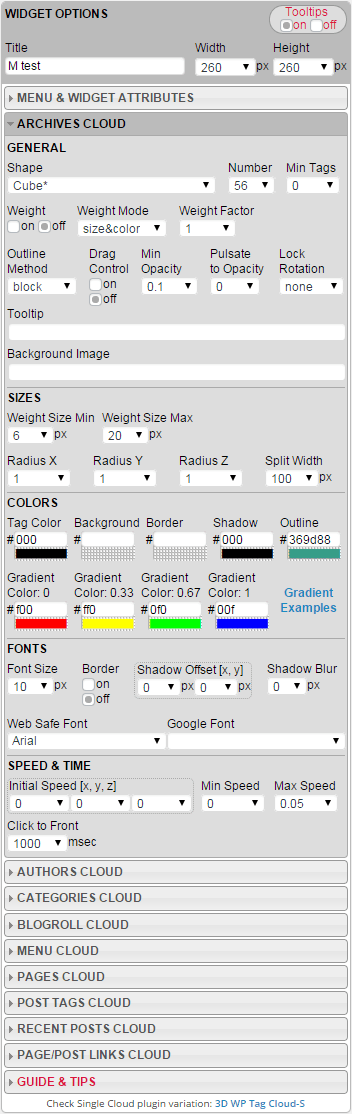 WIDGET OPTIONS Tooltips
on off
Title Width Height
M test 260 px 260 px
MENU & WIDGET ATTRIBUTES
ARCHIVES CLOUD
GENERAL
Shape Number Min Tags
Cube* 56 0
Weight Weight Mode Weight Factor
on off size&color 1
Outline Drag Min Pulsate Lock
Method Control Opacity to Opacity Rotation
block on off 0.1 0 none
Tooltip
Background Image
SIZES
Weight Size Min Weight Size Max
6 px 20 px
Radius X Radius Y Radius Z Split Width
1 1 1 100 px
COLORS
Tag Color Background Border Shadow Outline
#000 # # #000 #369d88
Gradient Gradient Gradient Gradient
Color: 0 Color: 0.33 Color: 0.67 Color: 1 Gradient Examples
#f00 #ff0 #0f0 #00f
FONTS
Font Size Border Shadow Offset [x, y] Shadow Blur
10 px on off 0 px 0 px 0 px
Web Safe Font Google Font
Arial
SPEED & TIME
Initial Speed [x, y, z] Min Speed Max Speed
0 0 0 0 0.05
Click to Front
1000 msec
AUTHORS CLOUD
CATEGORIES CLOUD
BLOGROLL CLOUD
MENU CLOUD
PAGES CLOUD
POST TAGS CLOUD
RECENT POSTS CLOUD
PAGE/POST LINKS CLOUD
GUIDE & TIPS
Check Single Cloud plugin variation: 3D WP Tag Cloud-S